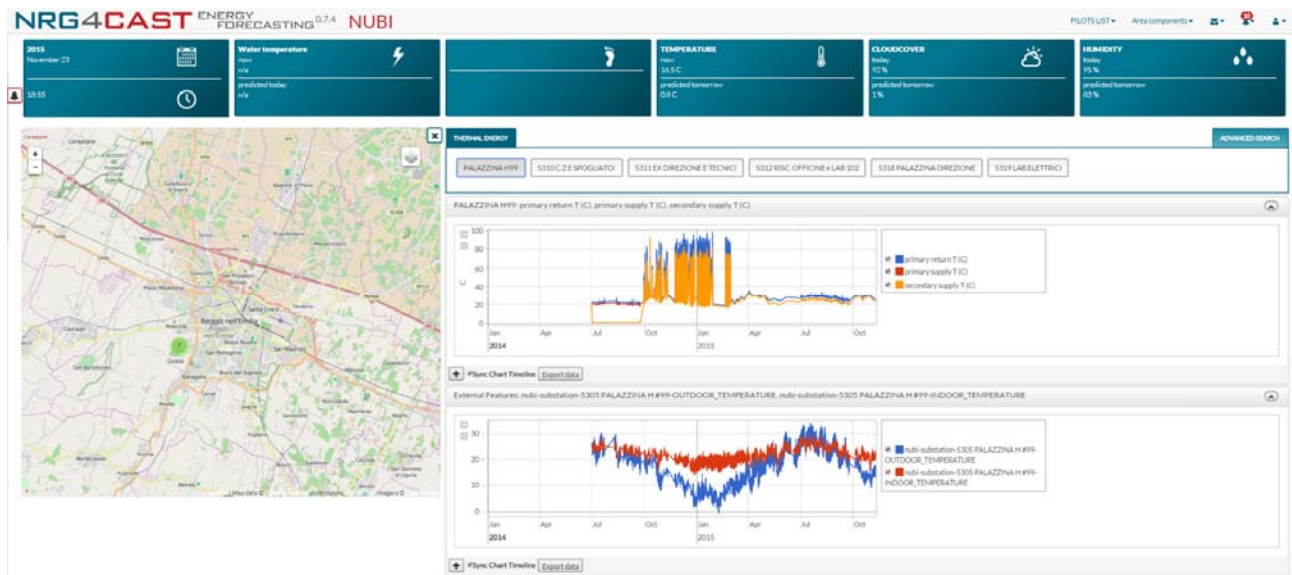 NRG4CAST ENERGY FORECASTING 0.7.4 NUBI
PILOTS LIST
Area components
2015
November 23
18:55
Water temperature
now
n/a
predicted today
n/a
TEMPERATURE
now
16.5 C
predicted tomorrow
0.8 C
CLOUDCOVER
today
92 %
predicted tomorrow
1 %
HUMIDITY
today
95 %
predicted tomorrow
83 %
Reggio nell'Emilia
THERMAL ENERGY
ADVANCED SEARCH
PALAZZINA H99
5310 C.Z E SPOGLIATOI
5311 EX DIREZIONE E TECNICI
5312 RISC. OFFICINE e LAB 102
5318 PALAZZINA DIREZIONE
5319 LAB.ELETTRICI
PALAZZINA H99: primary return T (C), primary supply T (C), secondary supply T (C)
100
80
60
40
20
0
C
Jan Apr Jul Oct Jan Apr Jul Oct
2014 2015
primary return T (C)
primary supply T (C)
secondary supply T (C)
Sync Chart Timeline Export data
External Features: nubi-substation-5305 PALAZZINA H #99-OUTDOOR_TEMPERATURE, nubi-substation-5305 PALAZZINA H #99-INDOOR_TEMPERATURE
30
20
10
0
Jan Apr Jul Oct Jan Apr Jul Oct
2014 2015
nubi-substation-5305 PALAZZINA H #99-
OUTDOOR_TEMPERATURE
nubi-substation-5305 PALAZZINA H #99-
INDOOR_TEMPERATURE
Sync Chart Timeline Export data